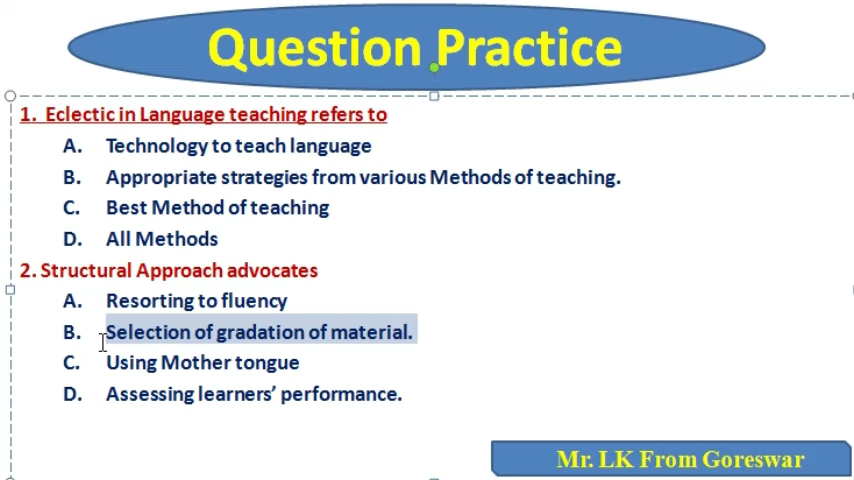 Question Practice
1. Eclectic in Language teaching refers to
A. Technology to teach language
B. Appropriate strategies from various Methods of teaching.
C. Best Method of teaching
D. All Methods
2. Structural Approach advocates
A. Resorting to fluency
B. Selection of gradation of material.
C. Using Mother tongue
D. Assessing learners’ performance.
Mr. LK From Goreswar